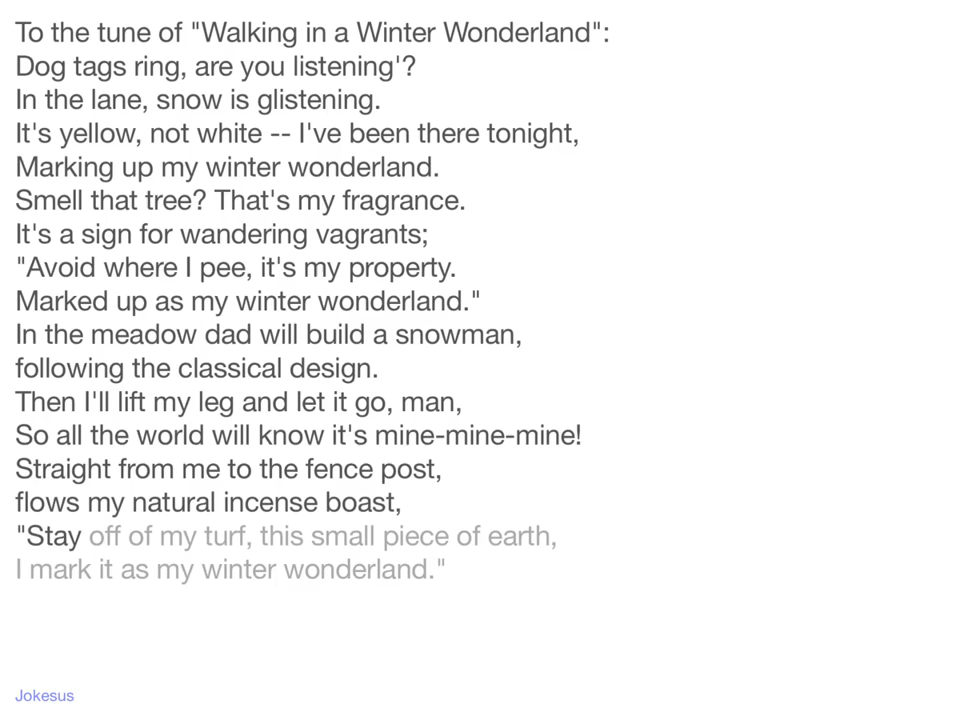 To the tune of "Walking in a Winter Wonderland":
Dog tags ring, are you listening'?
In the lane, snow is glistening.
It's yellow, not white -- I've been there tonight,
Marking up my winter wonderland.
Smell that tree? That's my fragrance.
It's a sign for wandering vagrants;
"Avoid where I pee, it's my property.
Marked up as my winter wonderland."
In the meadow dad will build a snowman,
following the classical design.
Then I'll lift my leg and let it go, man,
So all the world will know it's mine-mine-mine!
Straight from me to the fence post,
flows my natural incense boast,
"Stay off of my turf, this small piece of earth,
I mark it as my winter wonderland."
Jokesus